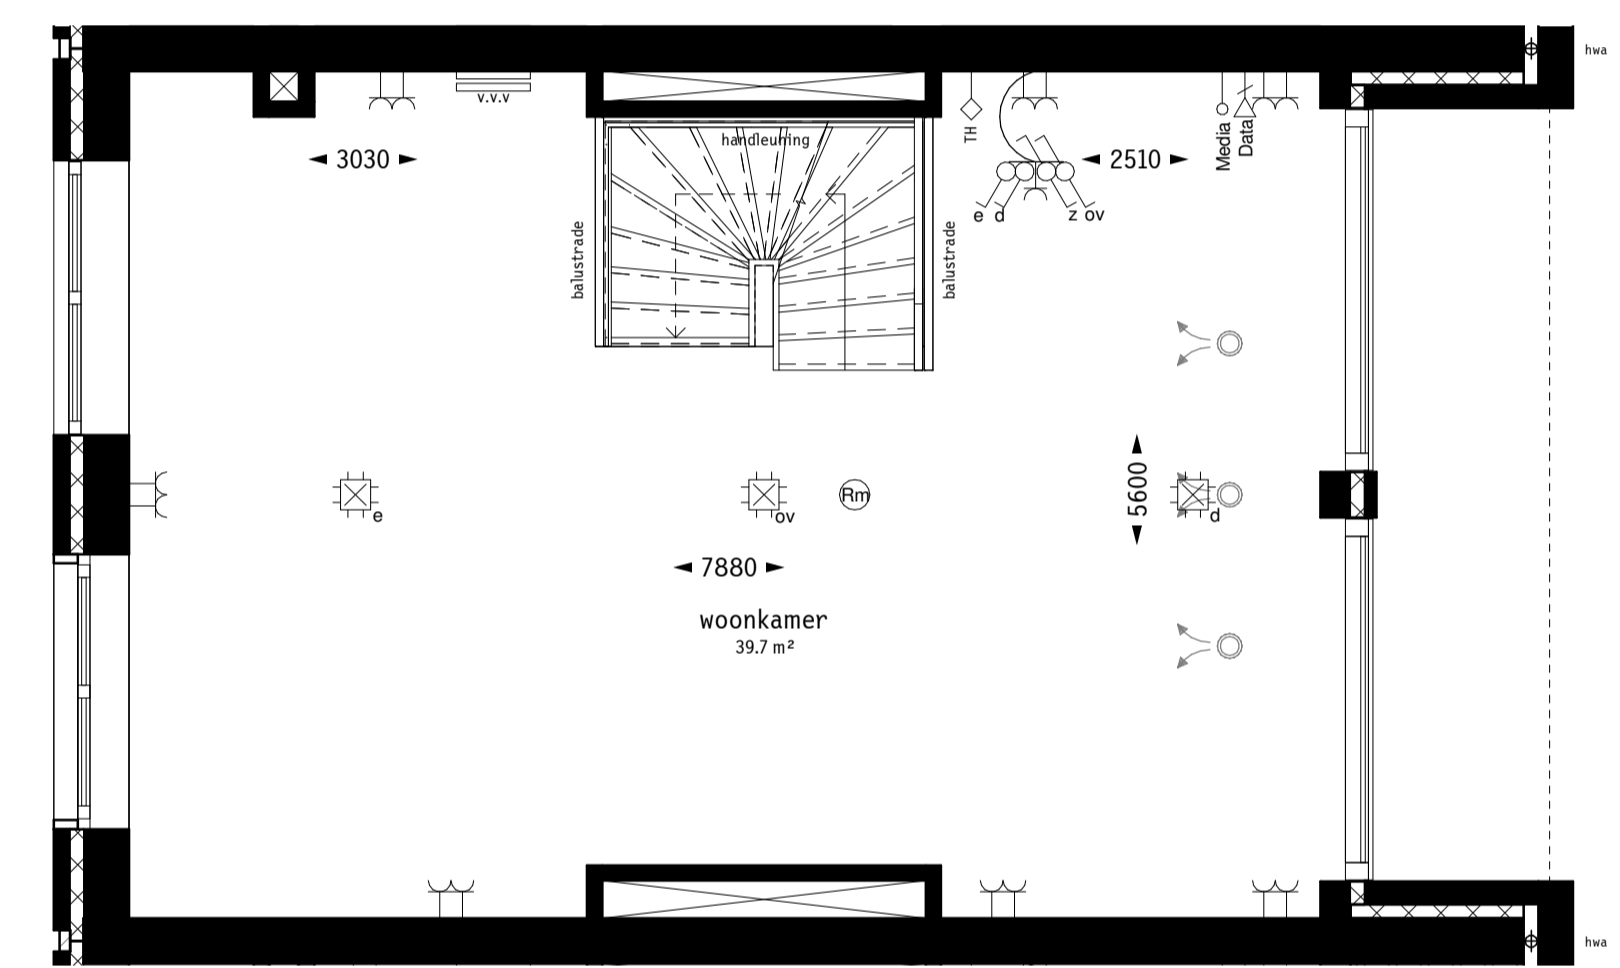 hwa
v.v.v
handleuning
TH
Media
Data
3030
2510
e d
z ov
balustrade
balustrade
e
ov
Rm
5600
d
7880
woonkamer
39.7 m²
hwa